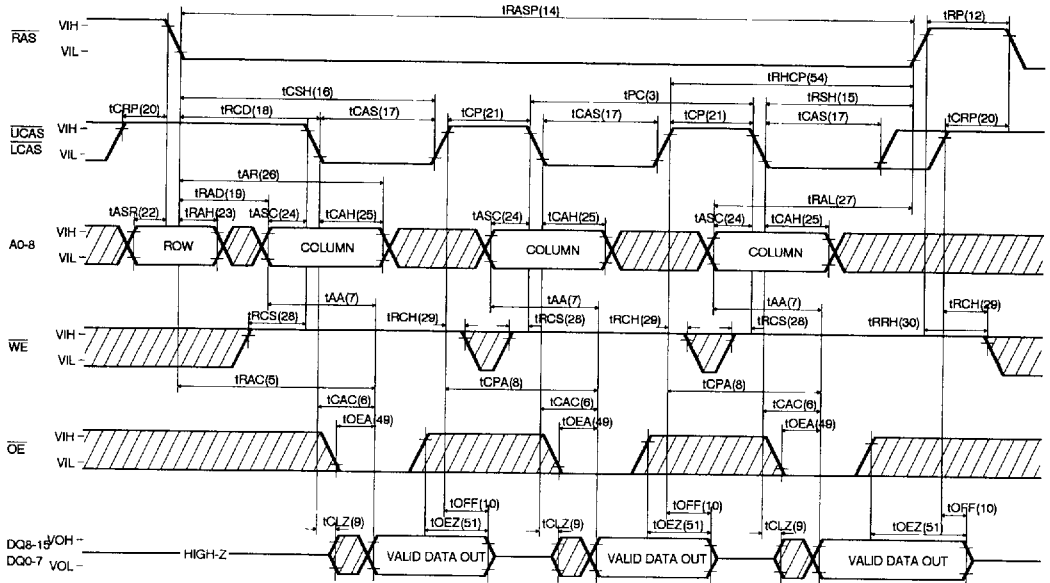 tRASP(14) tRP(12)
RAS VIH
VIL
tRHCP(54)
tCSH(16) tPC(3) tRSH(15)
tCRP(20) tRCD(18) tCAS(17) tCP(21) tCAS(17) tCP(21) tCAS(17) tCRP(20)
UCAS VIH
LCAS VIL
tAR(26)
tRAD(19) tRAL(27)
tASR(22) tRAH(23) tASC(24) tCAH(25) tASC(24) tCAH(25) tASC(24) tCAH(25)
A0-8 VIH ROW COLUMN COLUMN COLUMN
VIL
tAA(7) tAA(7) tAA(7)
tRCS(28) tRCH(29) tRCS(28) tRCH(29) tRCS(28) tRRH(30) tRCH(29)
WE VIH
VIL
tRAC(5) tCPA(8) tCPA(8)
tCAC(6) tCAC(6) tCAC(6)
tOEA(49) tOEA(49) tOEA(49)
OE VIH
VIL
tOFF(10) tOFF(10) tOFF(10)
tCLZ(9) tOEZ(51) tCLZ(9) tOEZ(51) tCLZ(9) tOEZ(51)
DQ8-15 VOH
HIGH-Z VALID DATA OUT VALID DATA OUT VALID DATA OUT
DQ0-7 VOL